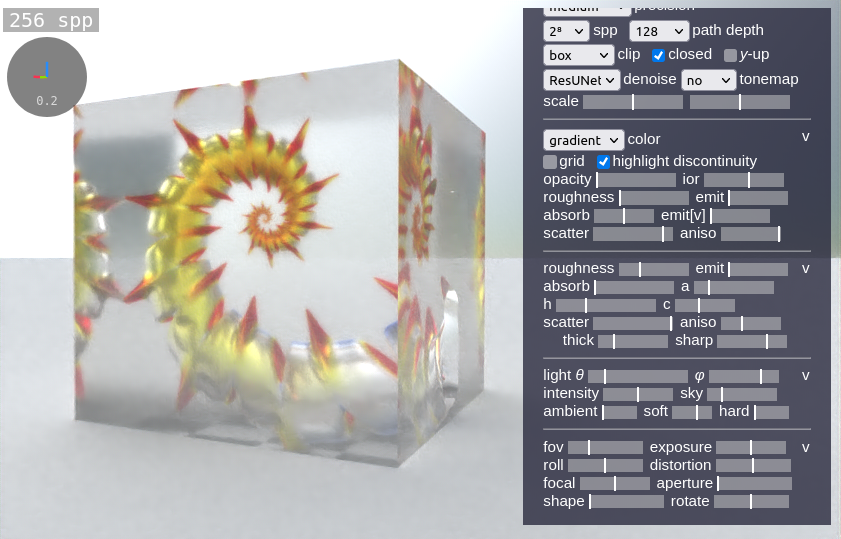 256 spp
0.2
medium precision
2⁸ spp 128 path depth
box clip closed y-up
ResUNet denoise no tonemap
scale
gradient color v
grid highlight discontinuity
opacity ior
roughness emit
absorb emit[v]
scatter aniso
roughness emit v
absorb a
h c
scatter aniso
thick sharp
light θ φ v
intensity sky
ambient soft hard
fov exposure v
roll distortion
focal aperture
shape rotate